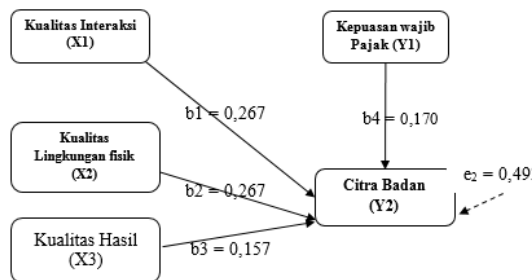 Kualitas Interaksi
(X1)
Kepuasan wajib
Pajak (Y1)
b1 = 0,267
b4 = 0,170
Kualitas
Lingkungan fisik
(X2)
b2 = 0,267
Citra Badan
(Y2)
e2 = 0,49
Kualitas Hasil
(X3)
b3 = 0,157